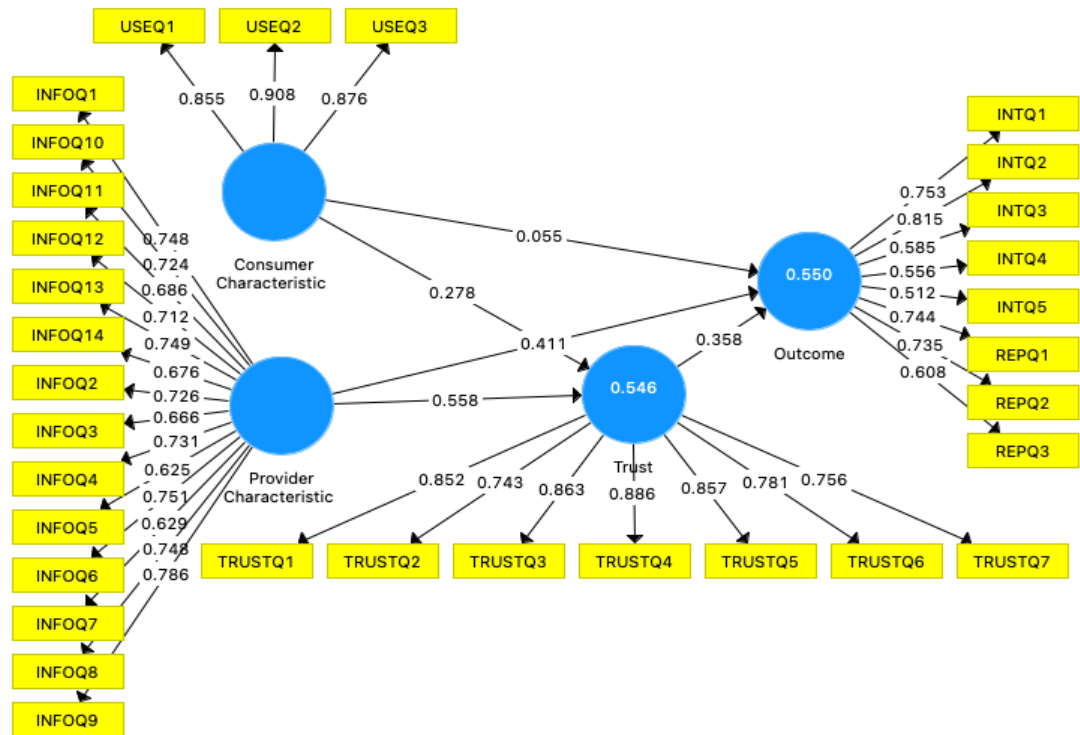 USEQ1
USEQ2
USEQ3
0.855
0.908
0.876
INFOQ1
INFOQ10
INFOQ11
INFOQ12
INFOQ13
INFOQ14
INFOQ2
INFOQ3
INFOQ4
INFOQ5
INFOQ6
INFOQ7
INFOQ8
INFOQ9
0.748
0.724
0.686
0.712
0.749
0.676
0.726
0.666
0.731
0.625
0.751
0.629
0.748
0.786
Consumer
Characteristic
Provider
Characteristic
0.055
0.278
0.411
0.558
0.358
0.550
Outcome
0.546
Trust
0.753
0.815
0.585
0.556
0.512
0.744
0.735
0.608
INTQ1
INTQ2
INTQ3
INTQ4
INTQ5
REPQ1
REPQ2
REPQ3
0.852
0.743
0.863
0.886
0.857
0.781
0.756
TRUSTQ1
TRUSTQ2
TRUSTQ3
TRUSTQ4
TRUSTQ5
TRUSTQ6
TRUSTQ7